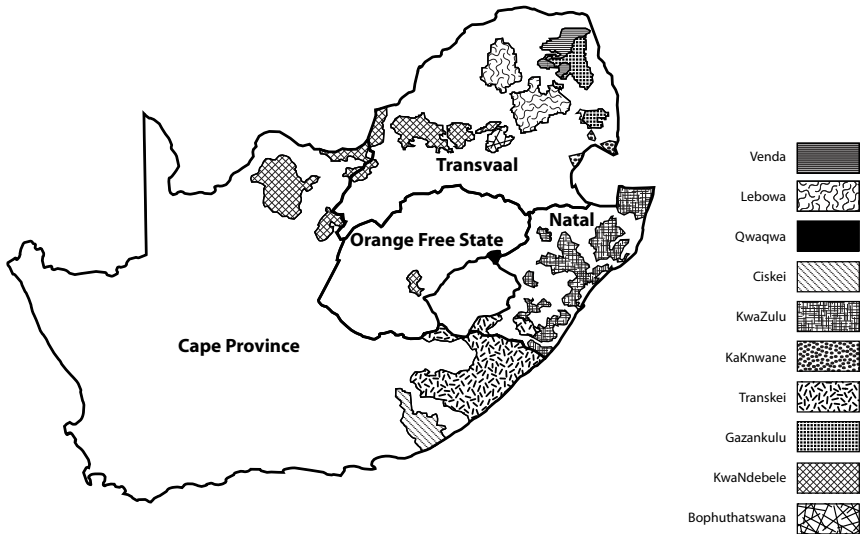 Transvaal
Natal
Orange Free State
Cape Province
Venda
Lebowa
Qwaqwa
Ciskei
KwaZulu
KaKnwane
Transkei
Gazankulu
KwaNdebele
Bophuthatswana